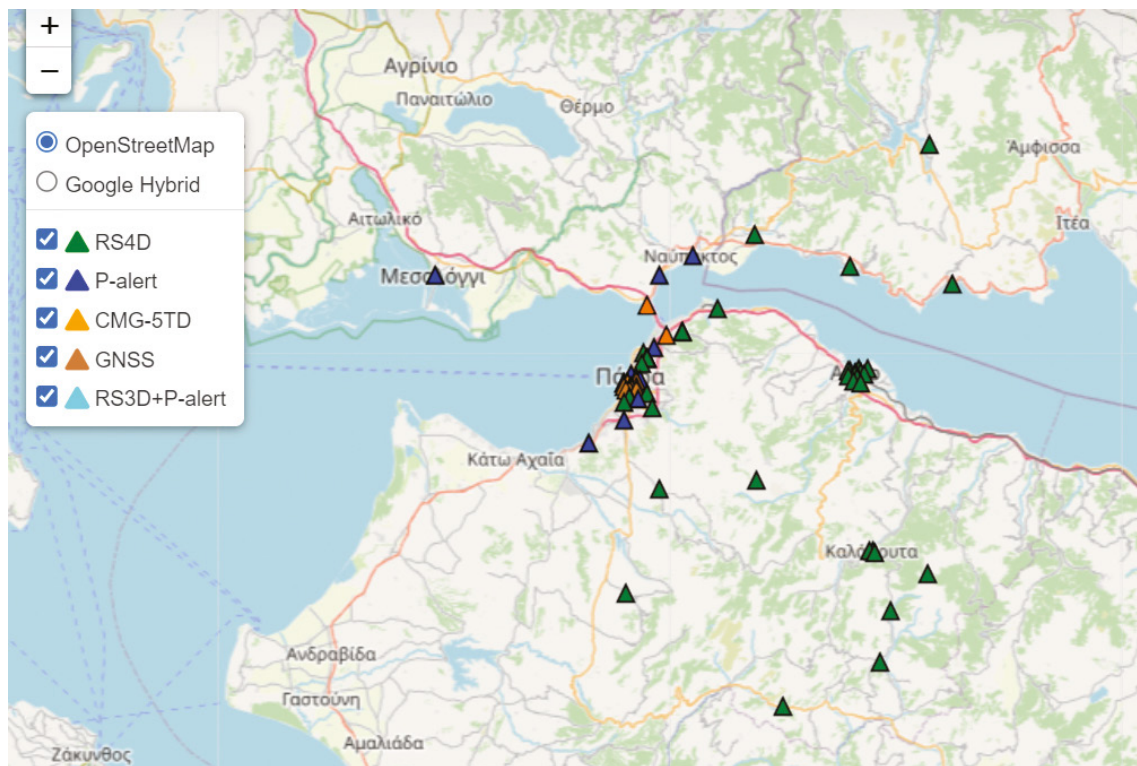 +
−
OpenStreetMap
Google Hybrid
RS4D
P-alert
CMG-5TD
GNSS
RS3D+P-alert
Αγρίνιο
Παναιτώλιο
Θέρμο
Άμφισσα
Αιτωλικό
Ιτέα
Ναύπακτος
Κάτω Αχαΐα
Ανδραβίδα
Γαστούνη
Αμαλιάδα
Ζάκυνθος